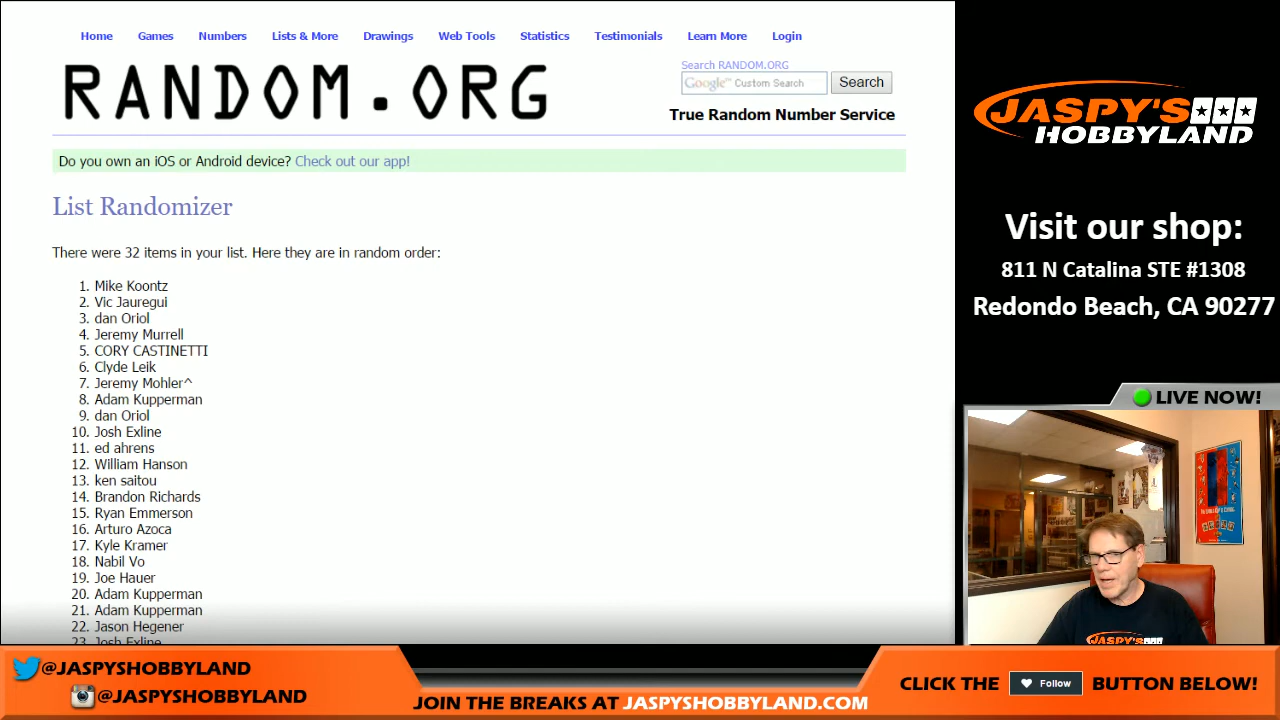 Home Games Numbers Lists & More Drawings Web Tools Statistics Testimonials Learn More Login
RANDOM.ORG
Search RANDOM.ORG
Google™ Custom Search Search
True Random Number Service
Do you own an iOS or Android device? Check out our app!
List Randomizer
There were 32 items in your list. Here they are in random order:
1. Mike Koontz
2. Vic Jauregui
3. dan Oriol
4. Jeremy Murrell
5. CORY CASTINETTI
6. Clyde Leik
7. Jeremy Mohler^
8. Adam Kupperman
9. dan Oriol
10. Josh Exline
11. ed ahrens
12. William Hanson
13. ken saitou
14. Brandon Richards
15. Ryan Emmerson
16. Arturo Azoca
17. Kyle Kramer
18. Nabil Vo
19. Joe Hauer
20. Adam Kupperman
21. Adam Kupperman
22. Jason Hegener
23. Josh Exline
JASPY'S
HOBBYLAND
Visit our shop:
811 N Catalina STE #1308
Redondo Beach, CA 90277
LIVE NOW!
JASPY'S
@JASPYSHOBBYLAND
@JASPYSHOBBYLAND
JOIN THE BREAKS AT JASPYSHOBBYLAND.COM
CLICK THE Follow BUTTON BELOW!